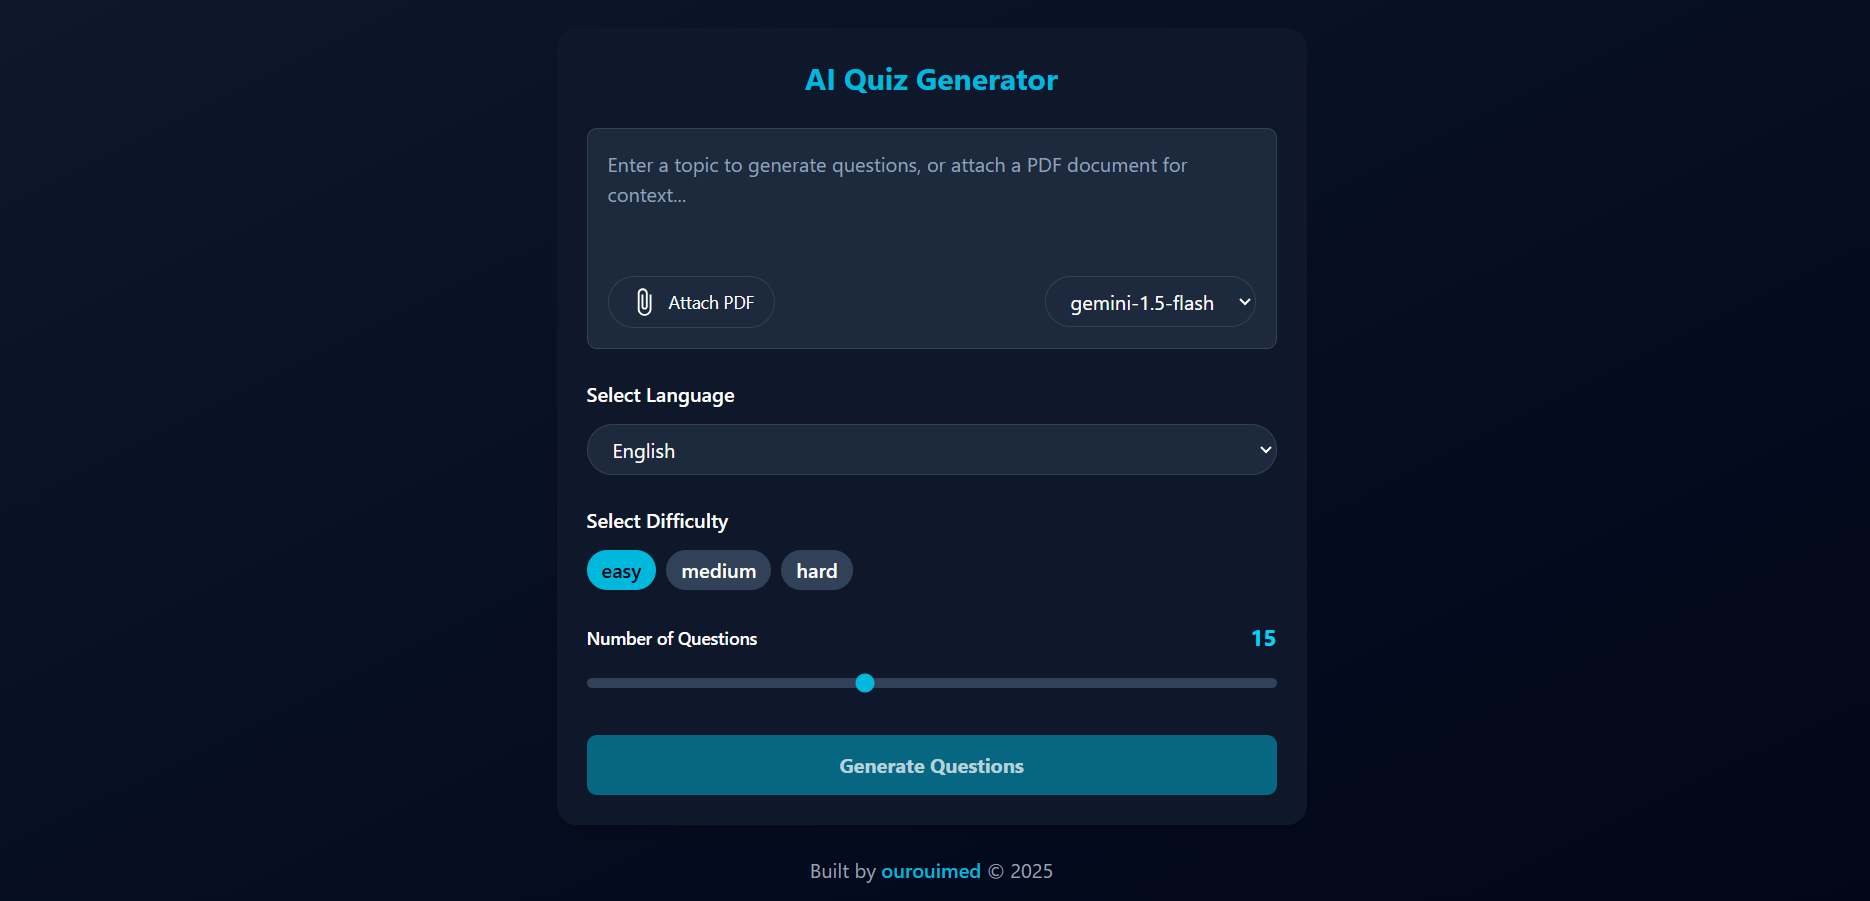 AI Quiz Generator
Enter a topic to generate questions, or attach a PDF document for
context...
Attach PDF
gemini-1.5-flash
Select Language
English
Select Difficulty
easy
medium
hard
Number of Questions
15
Generate Questions
Built by ourouimed © 2025